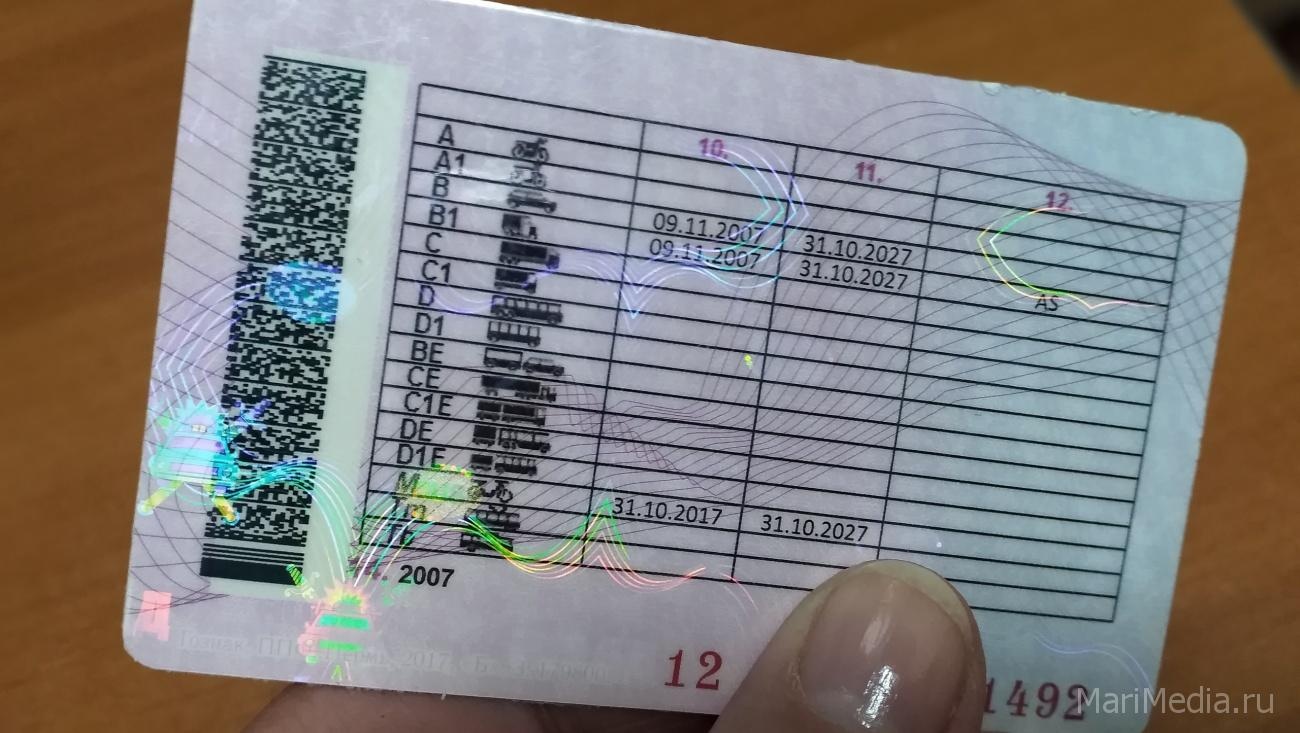 10. 11. 12.
A
A1
B 09.11.2007 31.10.2027
B1 09.11.2007 31.10.2027 AS
C
C1
D
D1
BE
CE
C1E
DE
D1E
M 31.10.2017 31.10.2027
2007
12 1492
MariMedia.ru